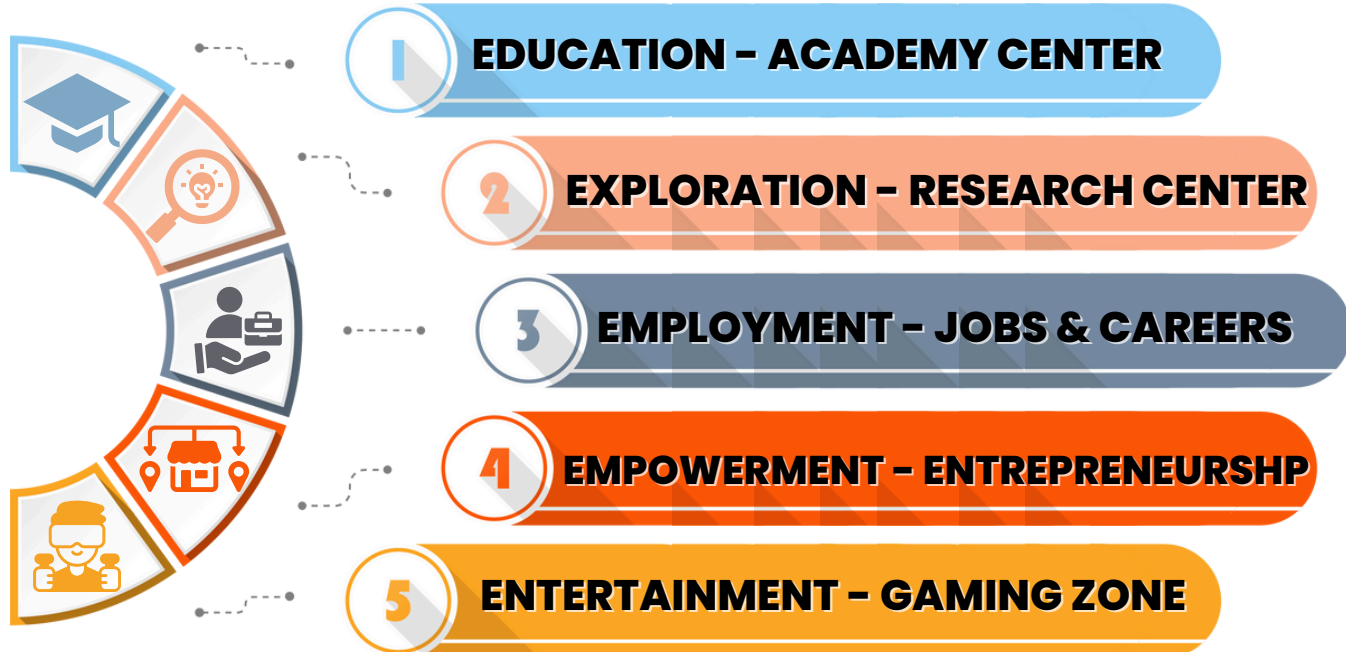 1 EDUCATION - ACADEMY CENTER
2 EXPLORATION - RESEARCH CENTER
3 EMPLOYMENT - JOBS & CAREERS
4 EMPOWERMENT - ENTREPRENEURSHP
5 ENTERTAINMENT - GAMING ZONE